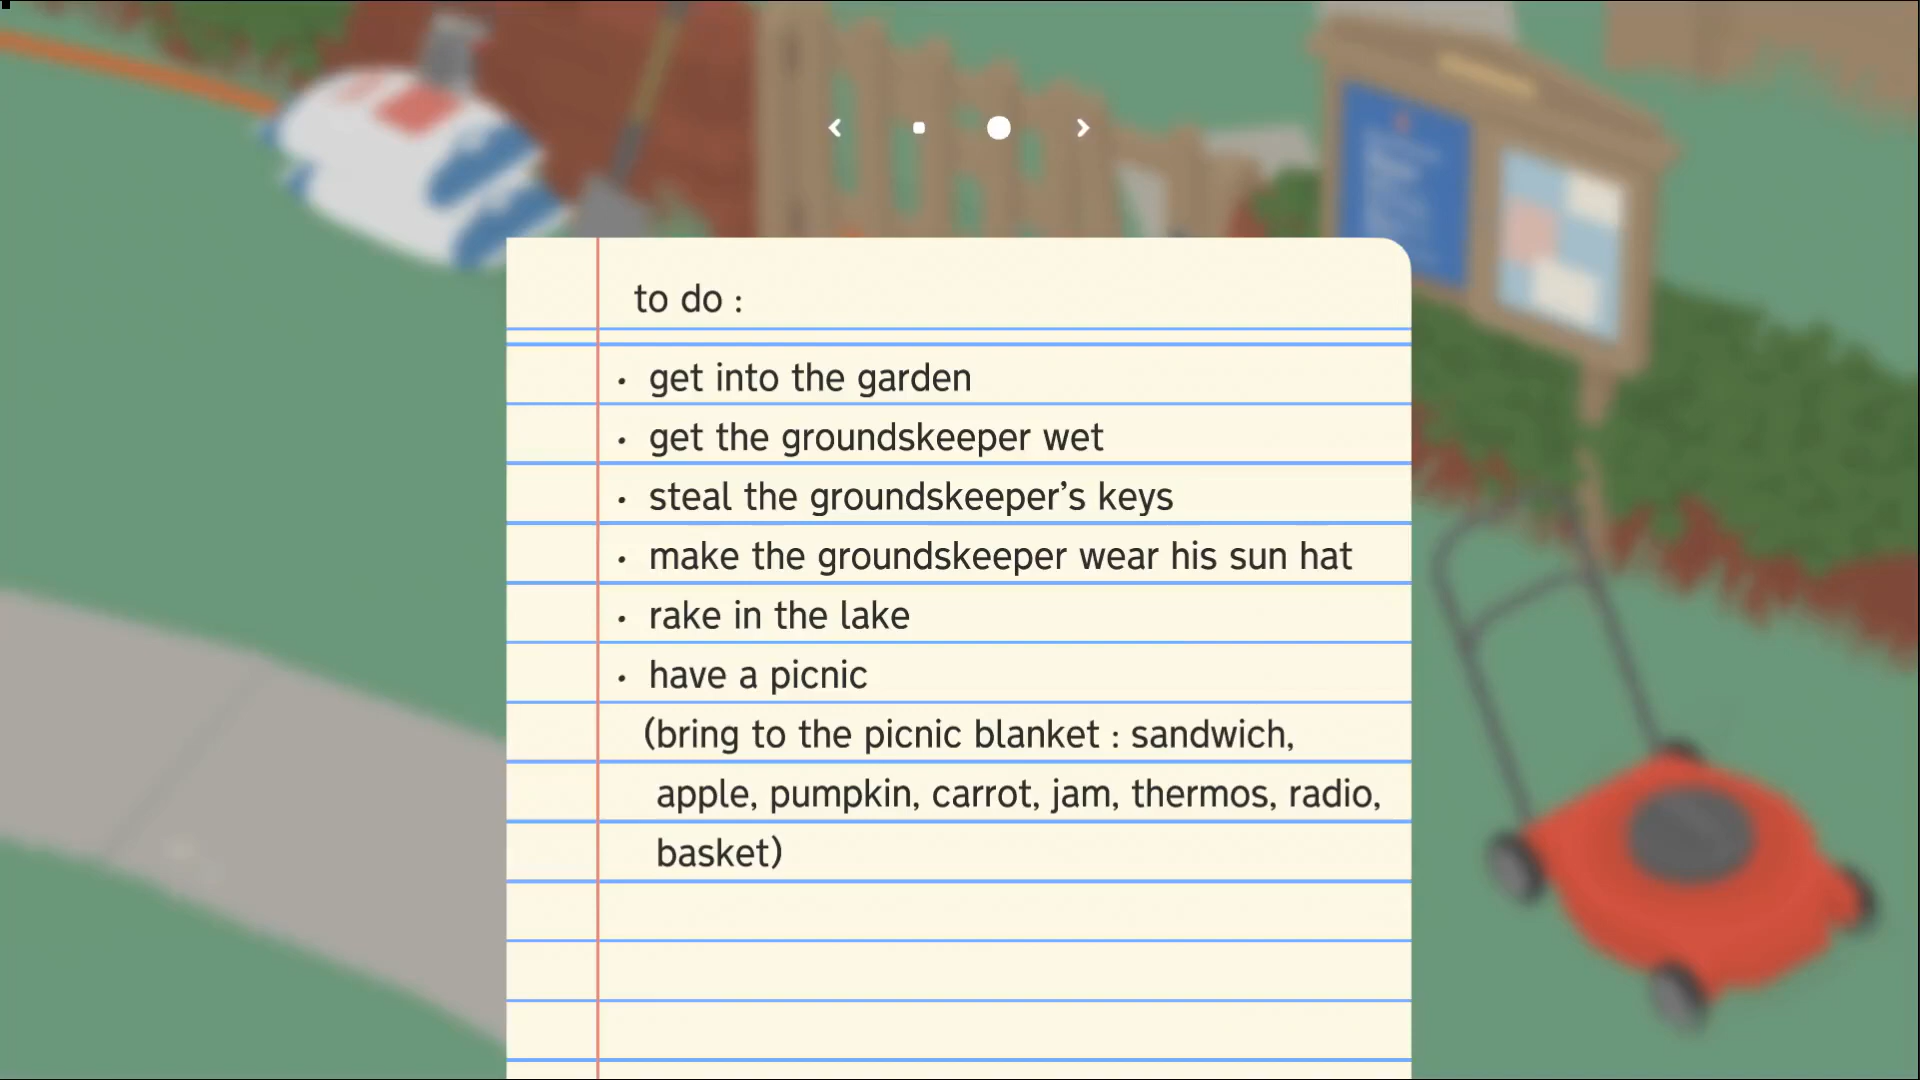 to do :
• get into the garden
• get the groundskeeper wet
• steal the groundskeeper’s keys
• make the groundskeeper wear his sun hat
• rake in the lake
• have a picnic
(bring to the picnic blanket : sandwich,
apple, pumpkin, carrot, jam, thermos, radio,
basket)